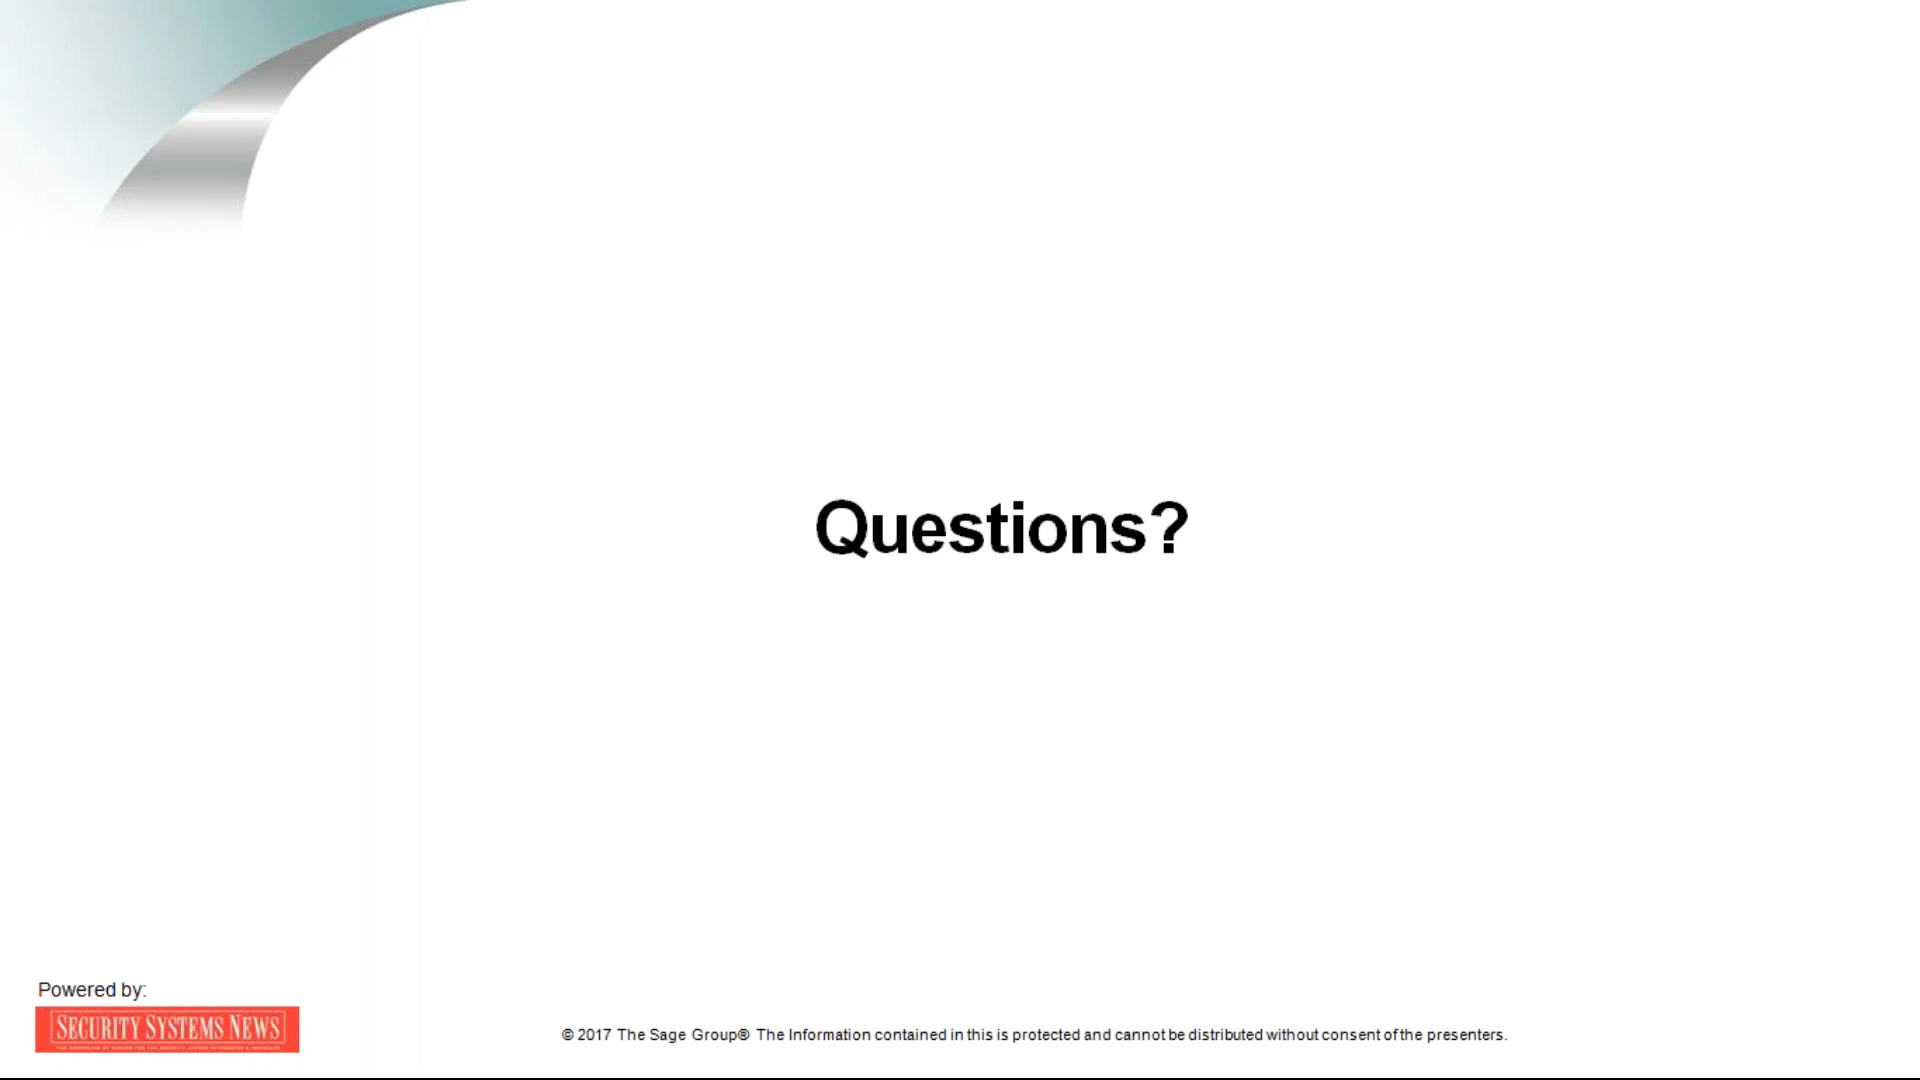 Questions?
Powered by:
SECURITY SYSTEMS NEWS
© 2017 The Sage Group® The Information contained in this is protected and cannot be distributed without consent of the presenters.